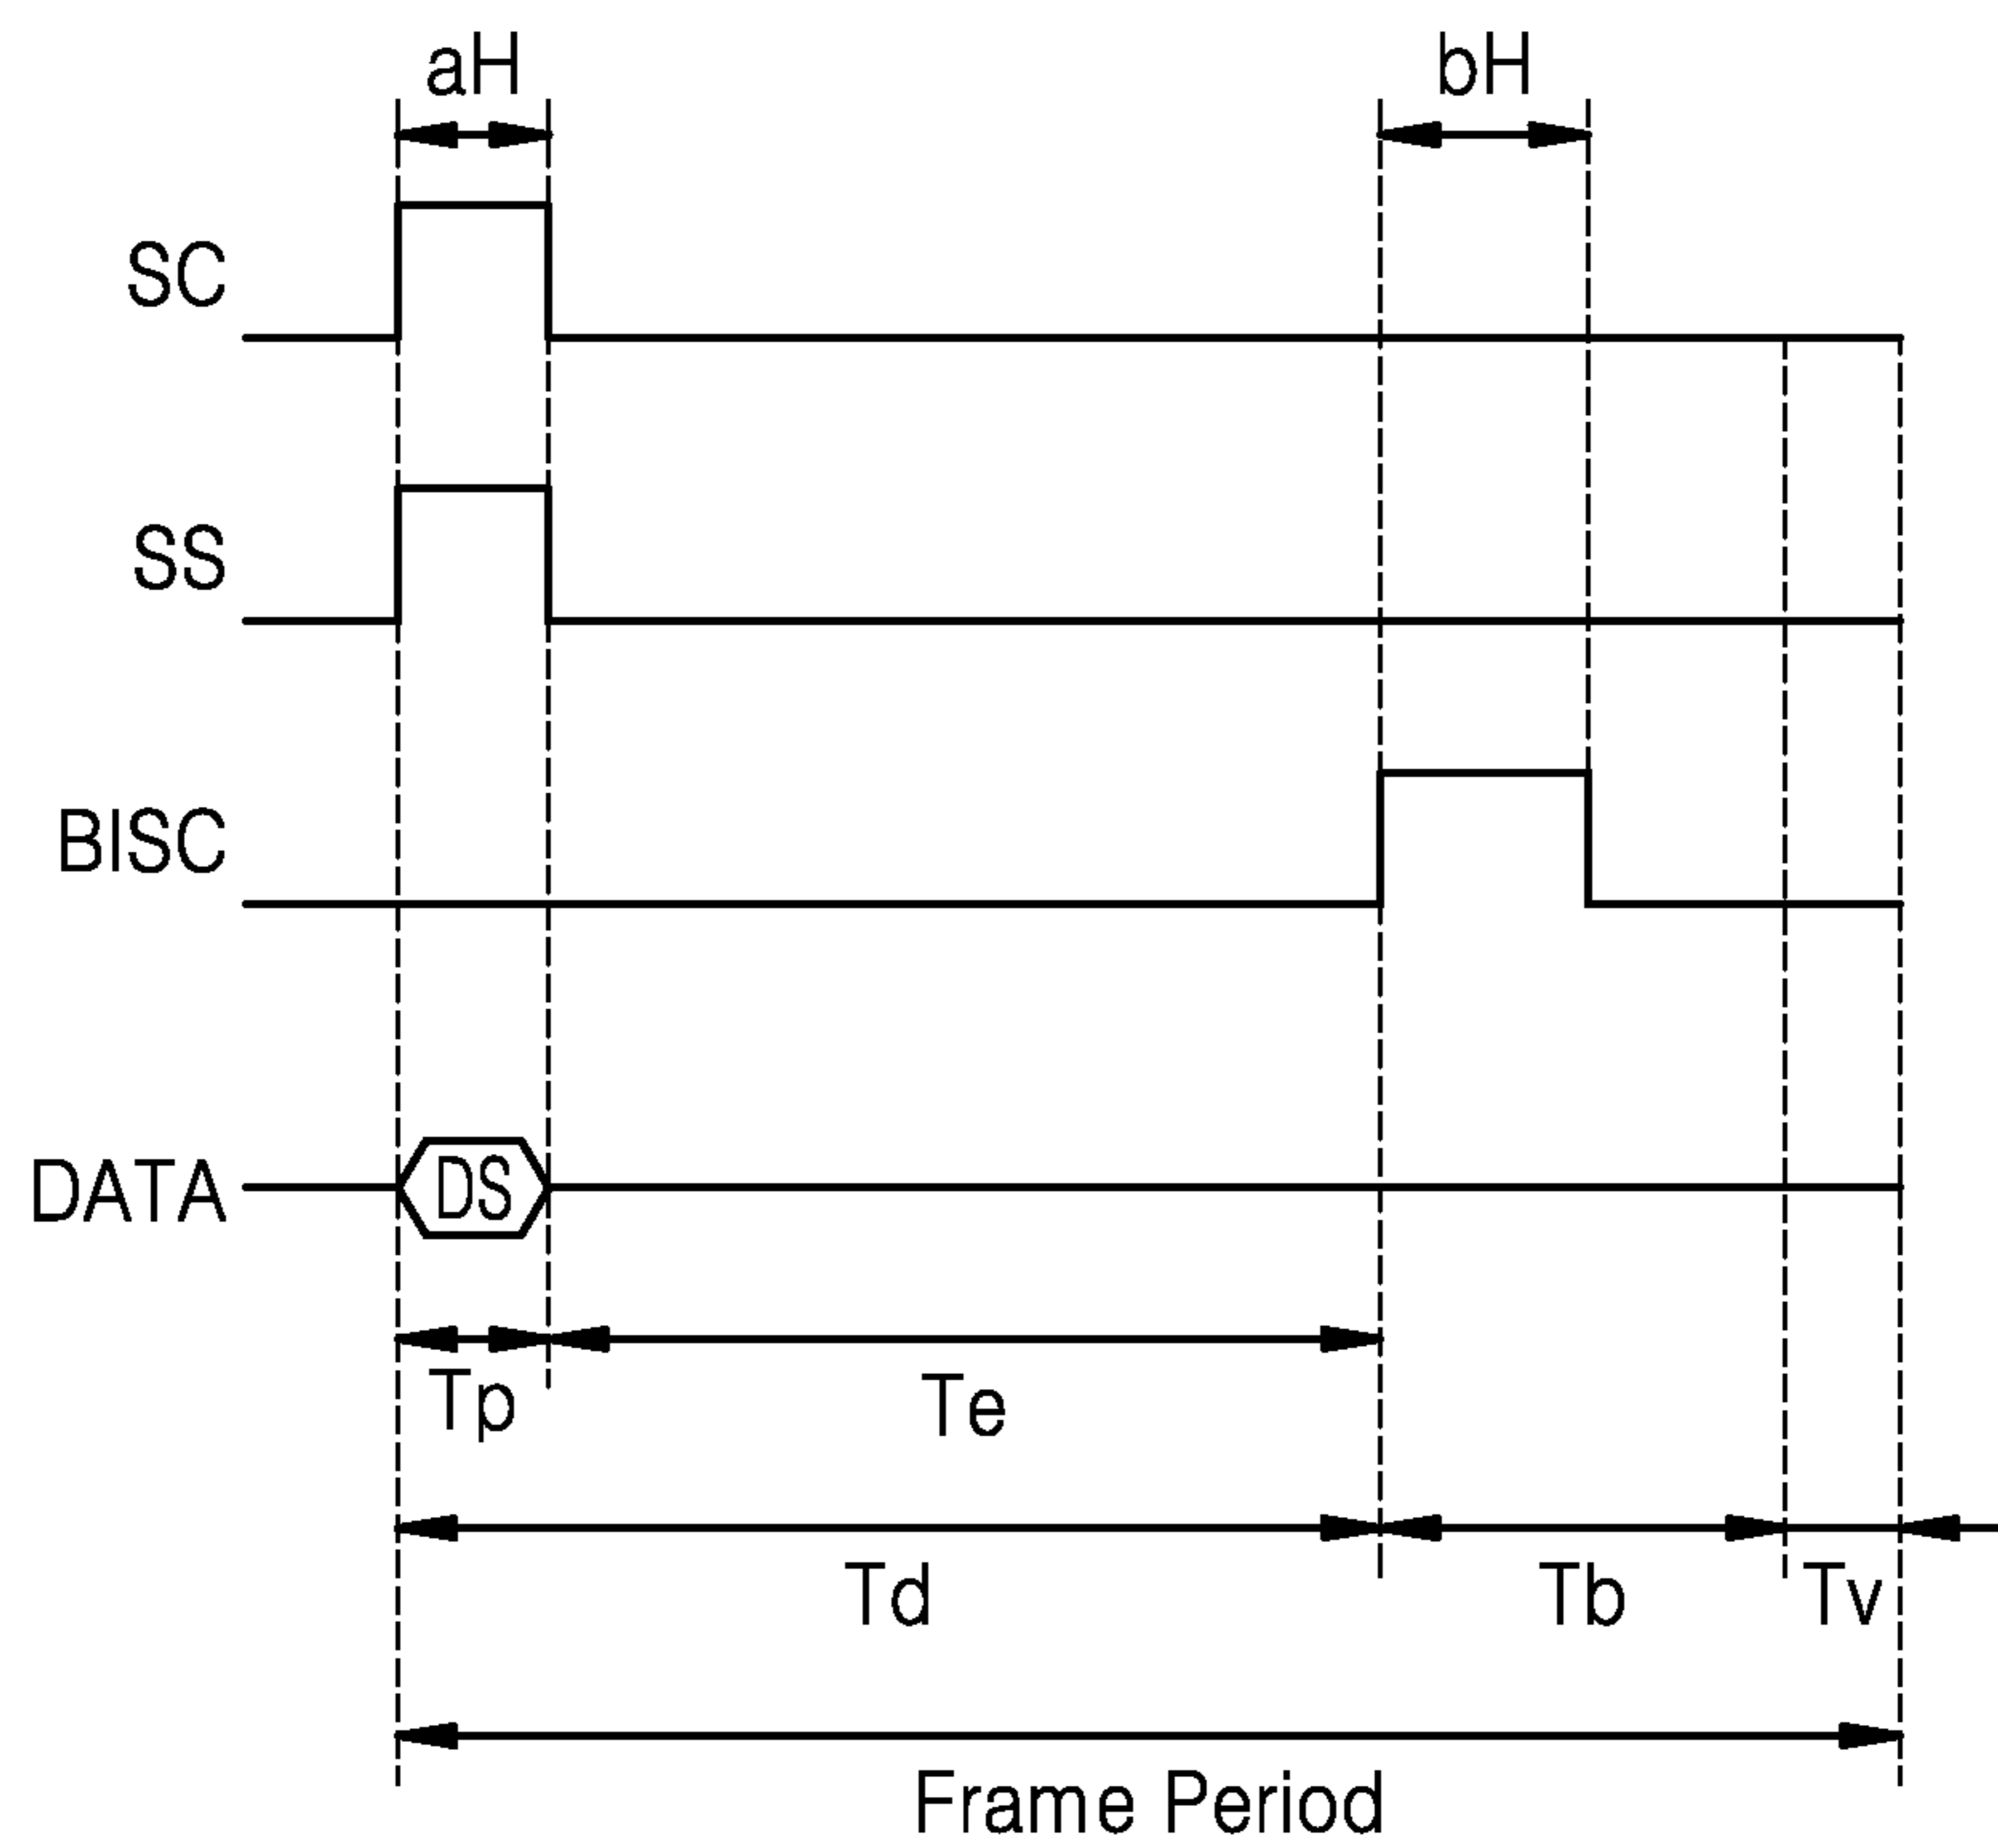 aH bH
SC
SS
BISC
DATA DS
Tp Te
Td Tb Tv
Frame Period